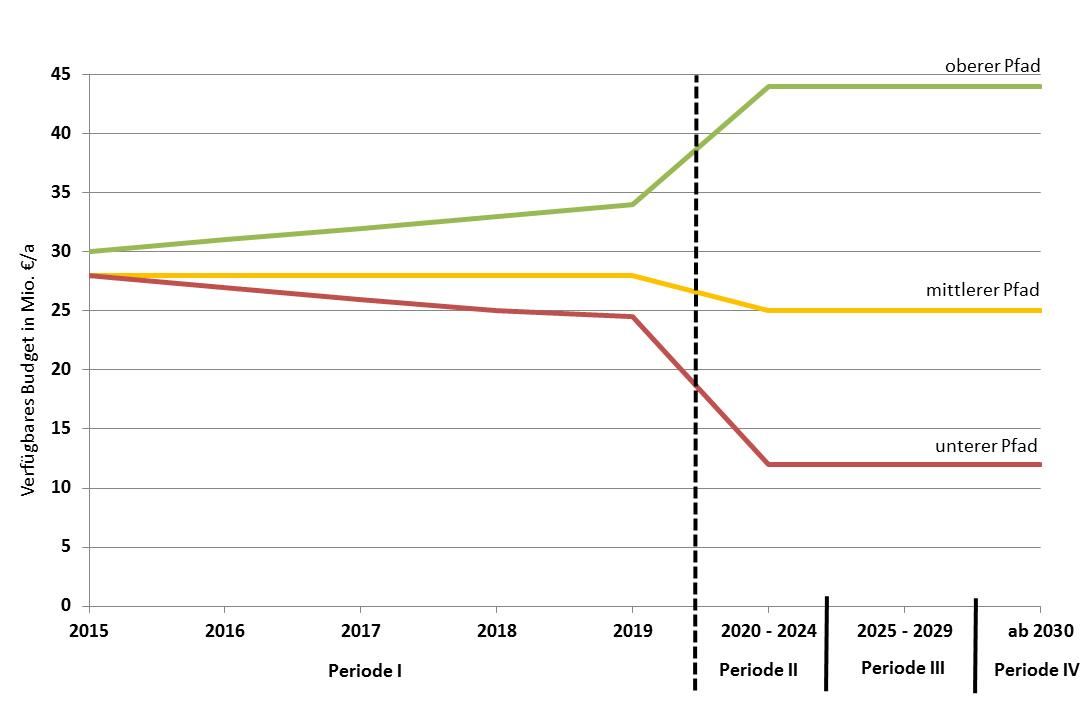 oberer Pfad
45
40
35
30
mittlerer Pfad
25
20
15
unterer Pfad
10
5
0
Verfügbares Budget in Mio. €/a
2015 2016 2017 2018 2019 2020 - 2024 2025 - 2029 ab 2030
Periode I Periode II Periode III Periode IV